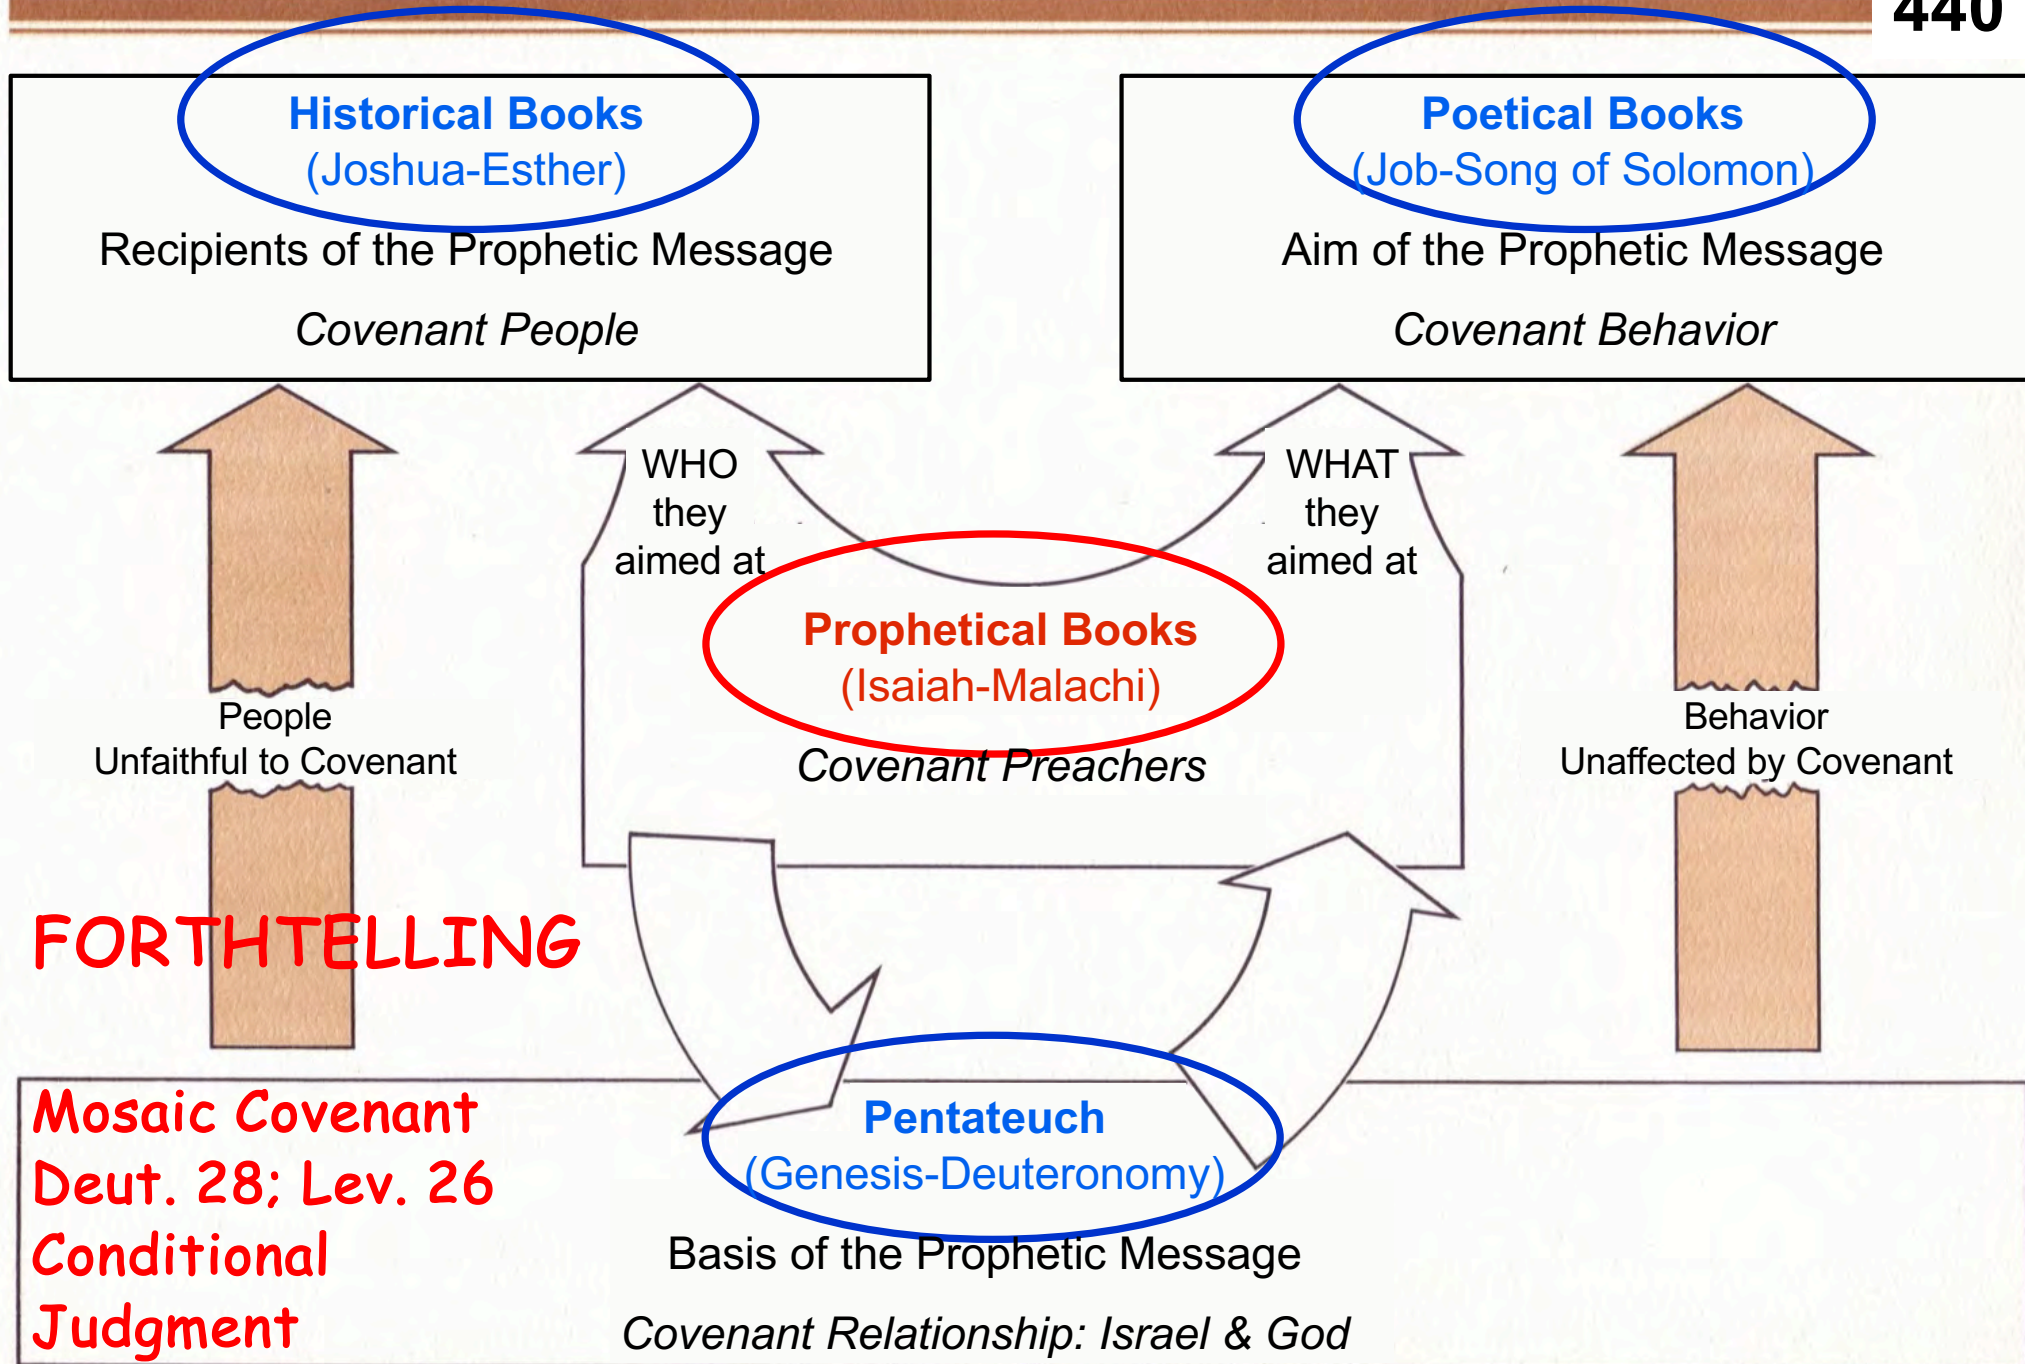 440
Historical Books
(Joshua-Esther)
Recipients of the Prophetic Message
Covenant People
Poetical Books
(Job-Song of Solomon)
Aim of the Prophetic Message
Covenant Behavior
WHO
they
aimed at
WHAT
they
aimed at
Prophetical Books
(Isaiah-Malachi)
Covenant Preachers
People
Unfaithful to Covenant
Behavior
Unaffected by Covenant
FORTHTELLING
Mosaic Covenant
Deut. 28; Lev. 26
Conditional
Judgment
Pentateuch
(Genesis-Deuteronomy)
Basis of the Prophetic Message
Covenant Relationship: Israel & God